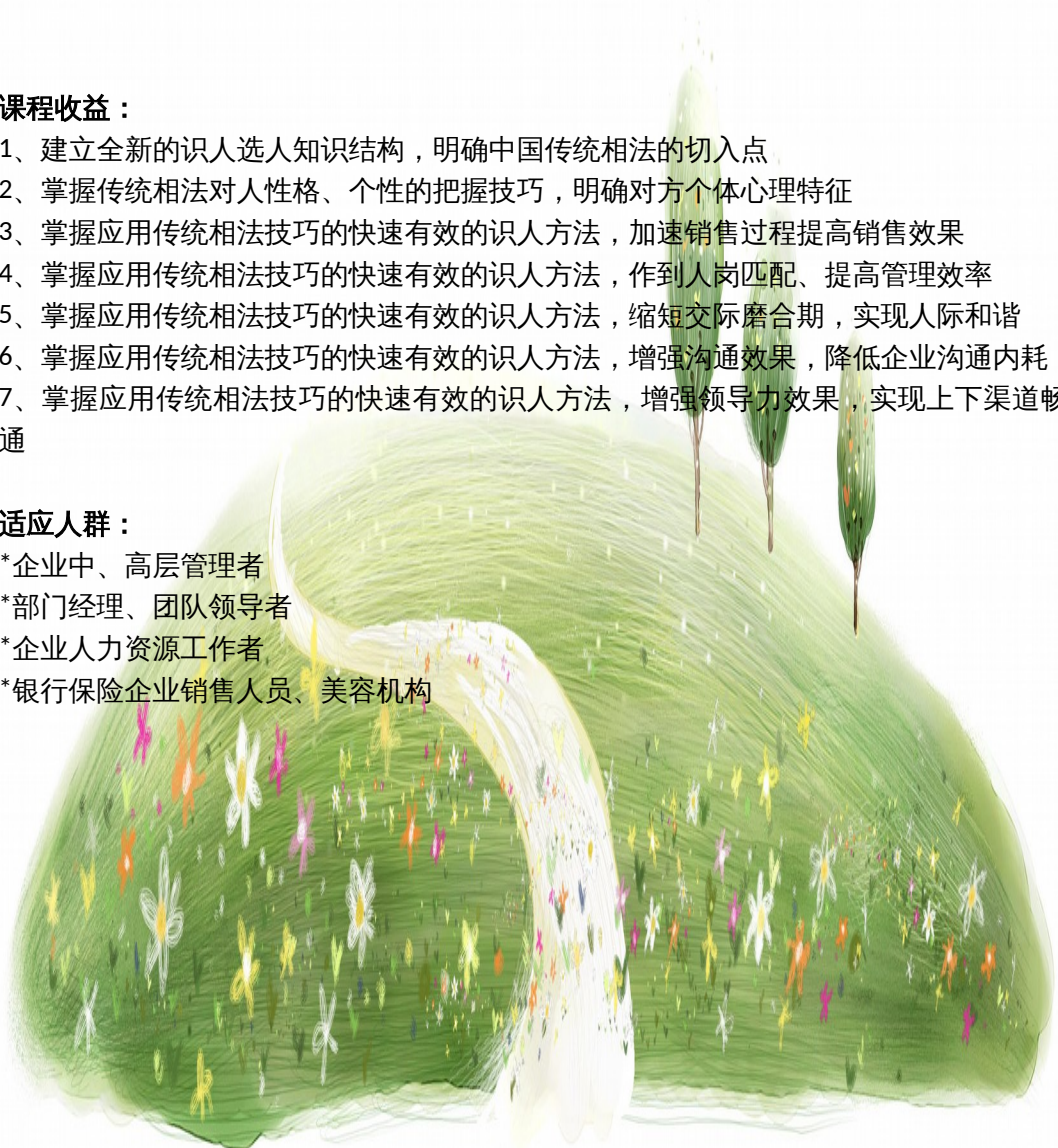 课程收益：
1、建立全新的识人选人知识结构，明确中国传统相法的切入点
2、掌握传统相法对人性格、个性的把握技巧，明确对方个体心理特征
3、掌握应用传统相法技巧的快速有效的识人方法，加速销售过程提高销售效果
4、掌握应用传统相法技巧的快速有效的识人方法，作到人岗匹配、提高管理效率
5、掌握应用传统相法技巧的快速有效的识人方法，缩短交际磨合期，实现人际和谐
6、掌握应用传统相法技巧的快速有效的识人方法，增强沟通效果，降低企业沟通内耗
7、掌握应用传统相法技巧的快速有效的识人方法，增强领导力效果，实现上下渠道畅
通
适应人群：
*企业中、高层管理者
*部门经理、团队领导者
*企业人力资源工作者
*银行保险企业销售人员、美容机构